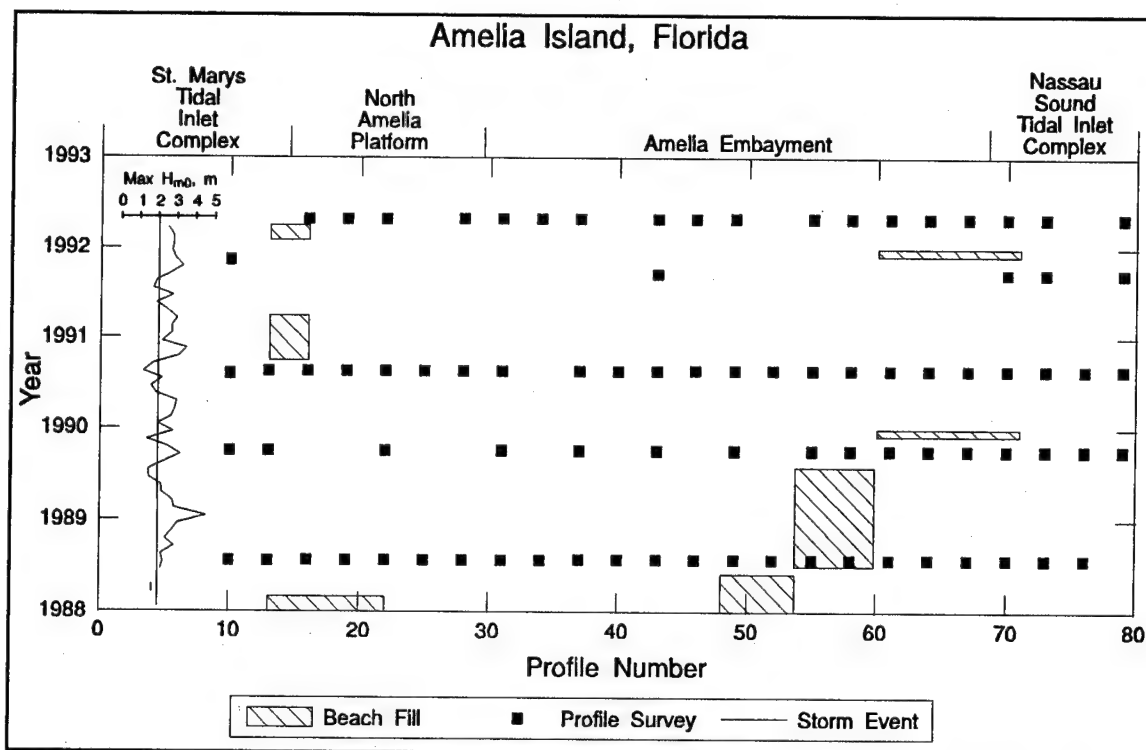 Amelia Island, Florida
St. Marys
Tidal
Inlet
Complex
North
Amelia
Platform
Amelia Embayment
Nassau
Sound
Tidal Inlet
Complex
Max Hm0, m
0 1 2 3 4 5
Year
1993
1992
1991
1990
1989
1988
0 10 20 30 40 50 60 70 80
Profile Number
Beach Fill Profile Survey Storm Event